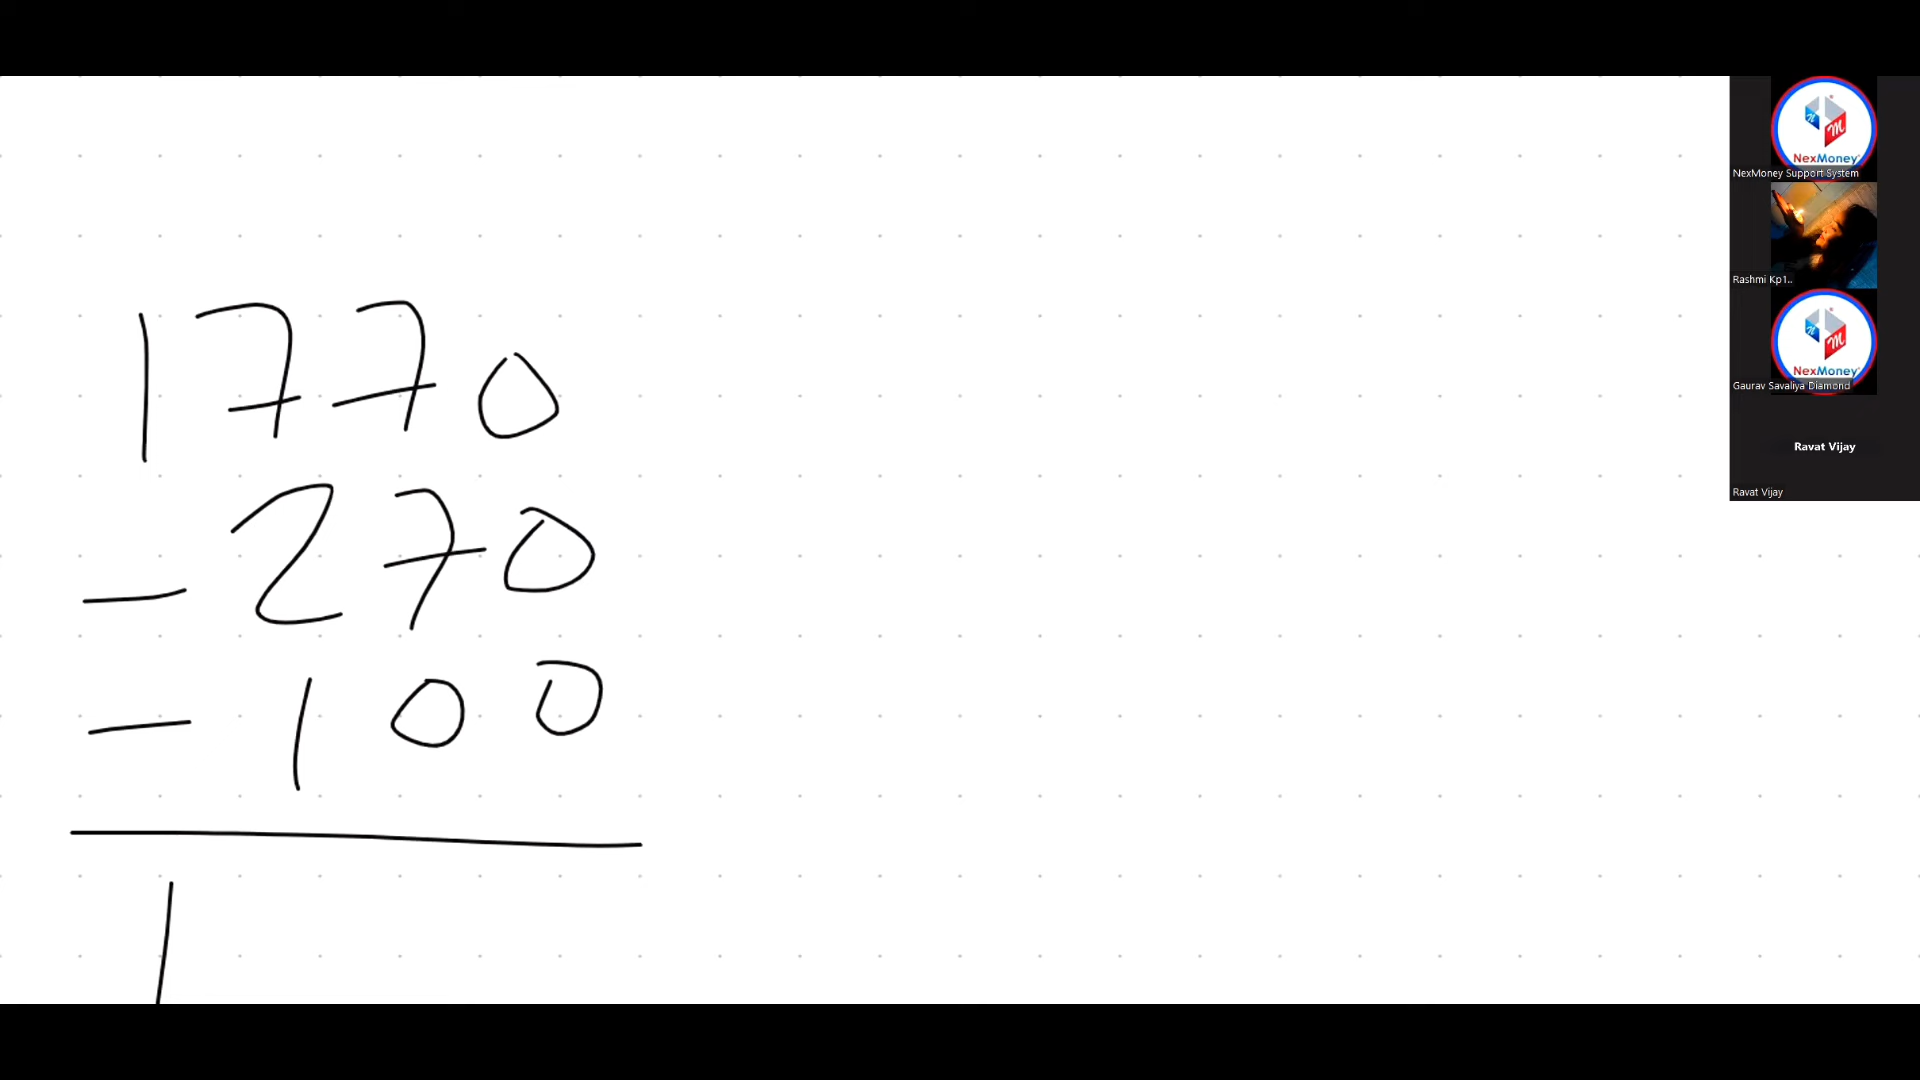 1770
- 270
- 100
1
NexMoney
NexMoney Support System
Rashmi Kp1..
NexMoney
Gaurav Savaliya Diamond
Ravat Vijay
Ravat Vijay